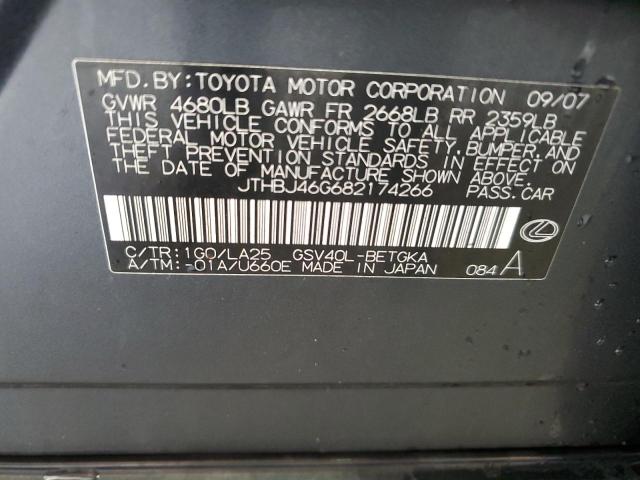 MFD.BY:TOYOTA MOTOR CORPORATION 09/07
GVWR 4680LB GAWR FR 2668LB RR 2359LB
THIS VEHICLE CONFORMS TO ALL APPLICABLE
FEDERAL MOTOR VEHICLE SAFETY, BUMPER, AND
THEFT PREVENTION STANDARDS IN EFFECT ON
THE DATE OF MANUFACTURE SHOWN ABOVE.
JTHBJ46G682174266 PASS.CAR
C/TR:1G0/LA25 GSV40L-BETGKA
A/TM:-01A/U660E MADE IN JAPAN 084 A